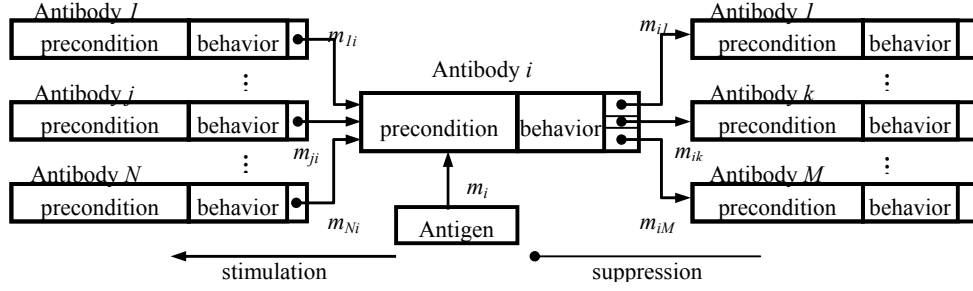 Antibody 1
precondition behavior
m1i
Antibody j
precondition behavior
mji
Antibody N
precondition behavior
mNi
Antibody i
precondition behavior
mi
Antigen
mi1
Antibody 1
precondition behavior
mik
Antibody k
precondition behavior
miM
Antibody M
precondition behavior
stimulation
suppression